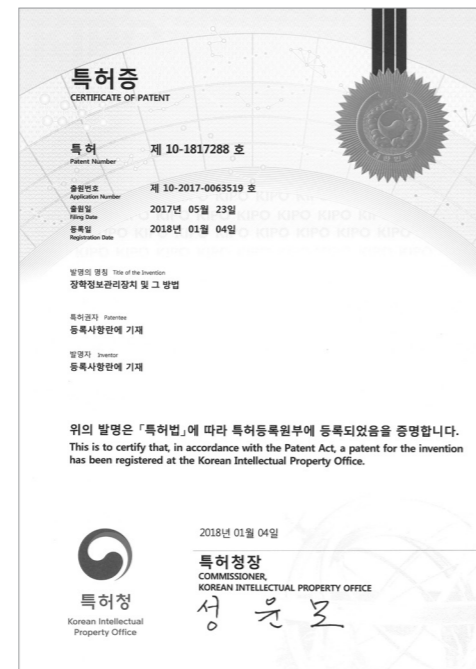 특허증
CERTIFICATE OF PATENT
특 허 제 10-1817288 호
Patent Number
출원번호 제 10-2017-0063519 호
Application Number
출원일 2017년 05월 23일
Filing Date
등록일 2018년 01월 04일
Registration Date
발명의 명칭 Title of the Invention
장학정보관리장치 및 그 방법
특허권자 Patentee
등록사항란에 기재
발명자 Inventor
등록사항란에 기재
위의 발명은 「특허법」에 따라 특허등록원부에 등록되었음을 증명합니다.
This is to certify that, in accordance with the Patent Act, a patent for the invention
has been registered at the Korean Intellectual Property Office.
2018년 01월 04일
특허청장
COMMISSIONER,
KOREAN INTELLECTUAL PROPERTY OFFICE
성 윤 모
특허청
Korean Intellectual
Property Office